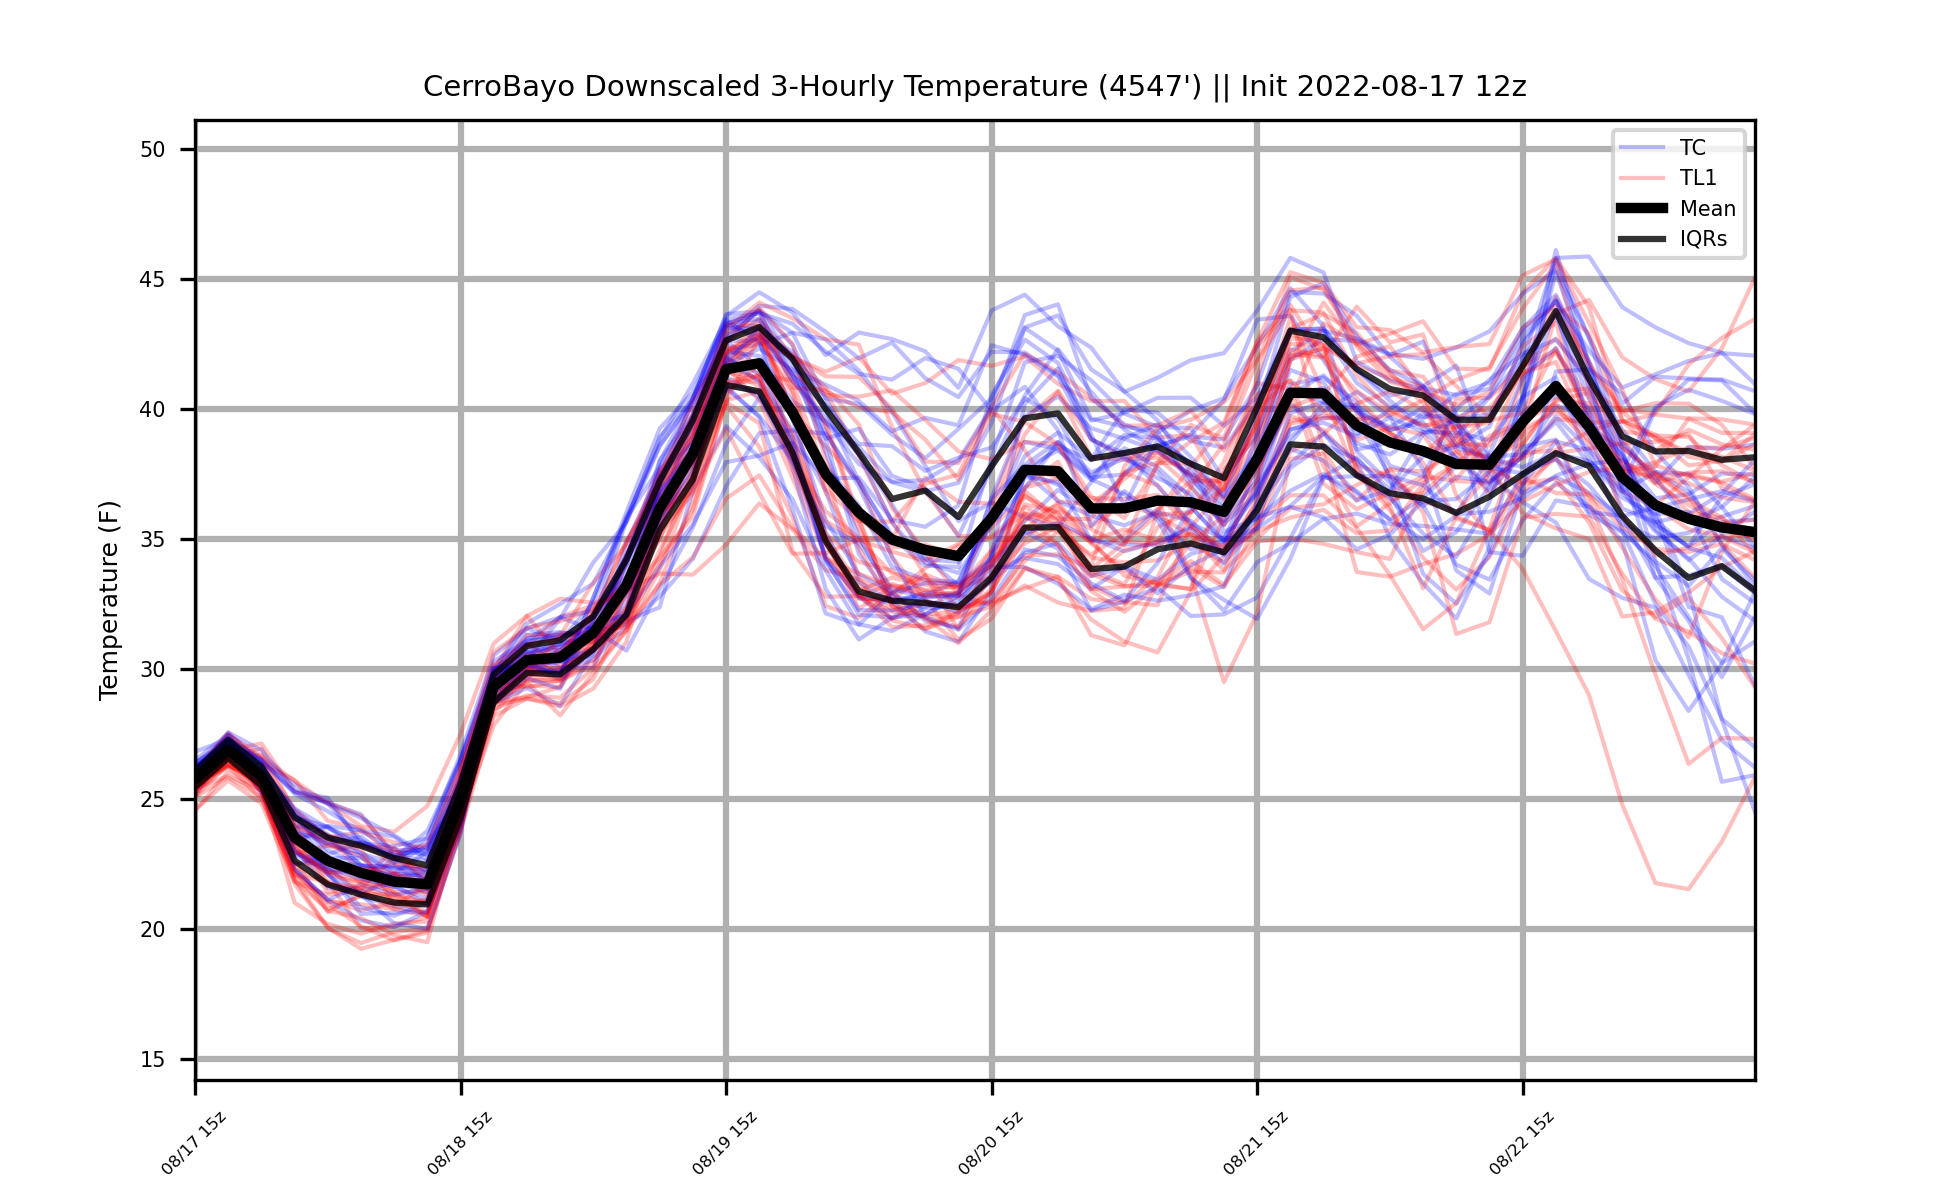 CerroBayo Downscaled 3-Hourly Temperature (4547') || Init 2022-08-17 12z
TC
TL1
Mean
IQRs
Temperature (F)
50
45
40
35
30
25
20
15
08/17 15z
08/18 15z
08/19 15z
08/20 15z
08/21 15z
08/22 15z